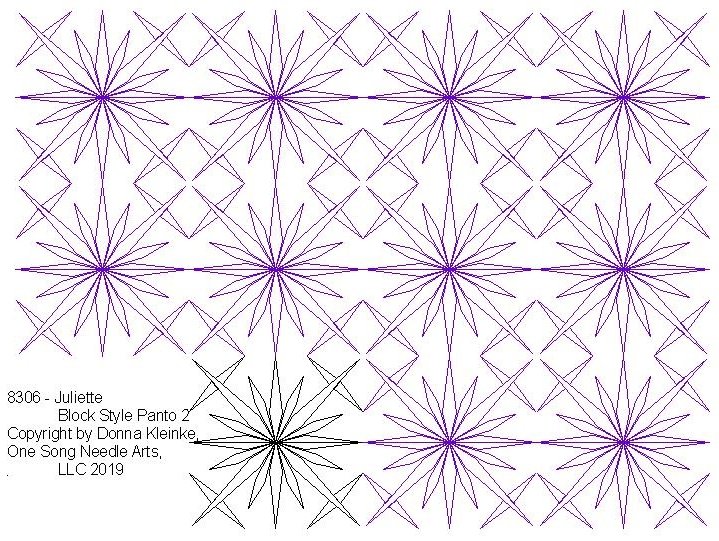 8306 - Juliette
Block Style Panto 2
Copyright by Donna Kleinke,
One Song Needle Arts,
. LLC 2019